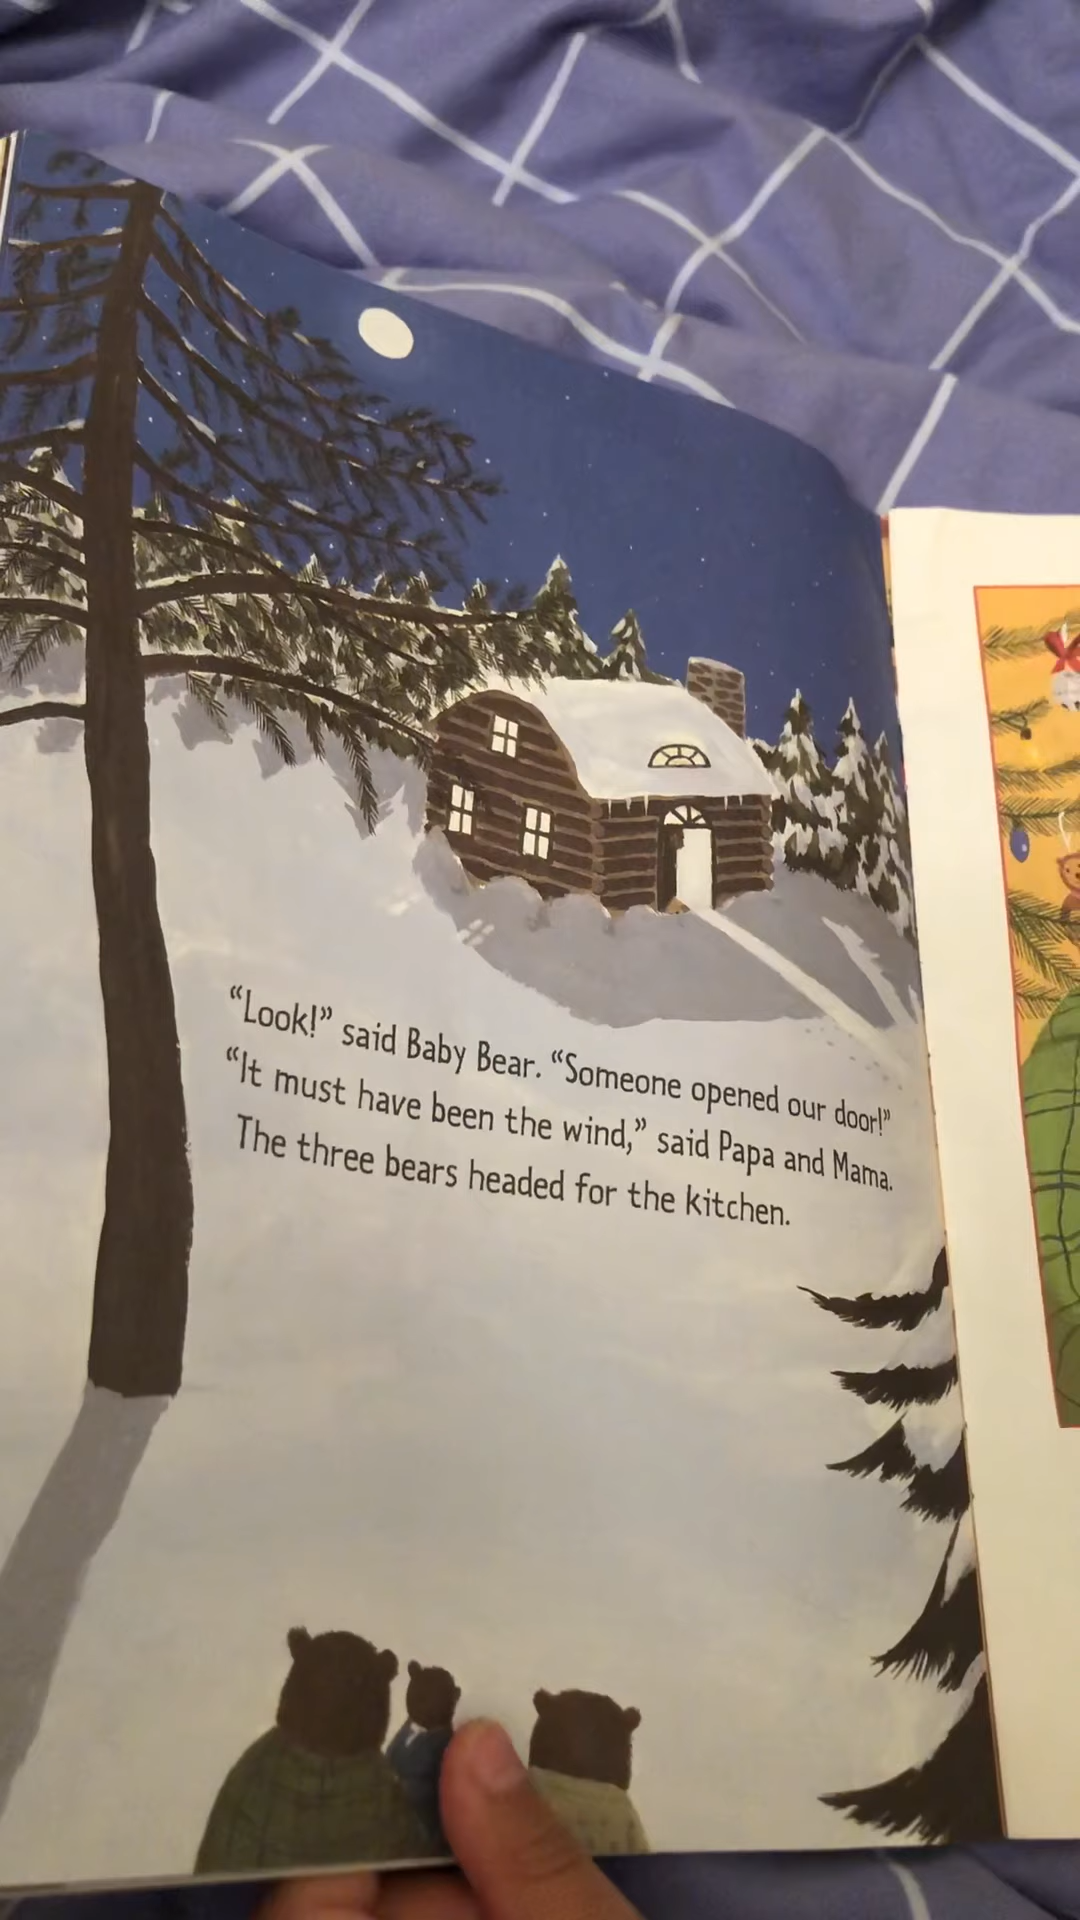 “Look!” said Baby Bear. “Someone opened our door!”
“It must have been the wind,” said Papa and Mama.
The three bears headed for the kitchen.